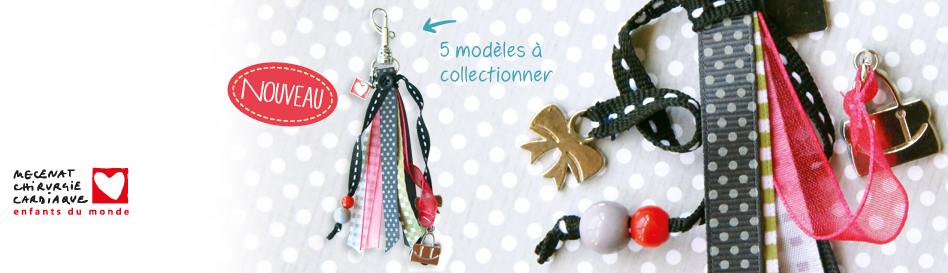 NOUVEAU
5 modèles à
collectionner
MECENAT
CHiRURGiE
CARDiAQUE
enfants du monde